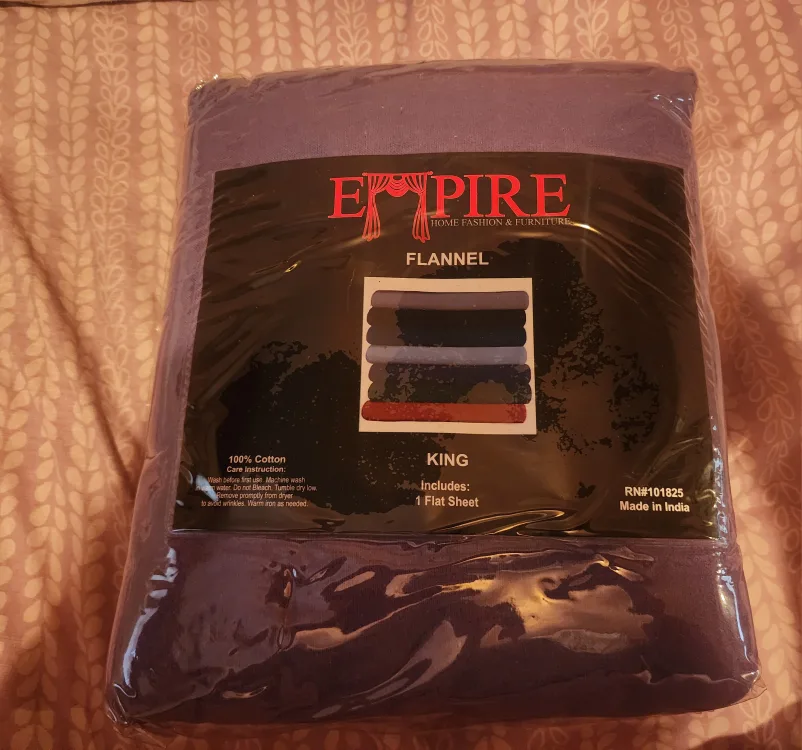 EMPIRE
HOME FASHION & FURNITURE
FLANNEL
100% Cotton
Care Instruction:
Wash before first use. Machine wash
water. Do not Bleach. Tumble dry low.
Remove promptly from dryer
to avoid wrinkles. Warm iron as needed.
KING
Includes:
1 Flat Sheet
RN#101825
Made in India